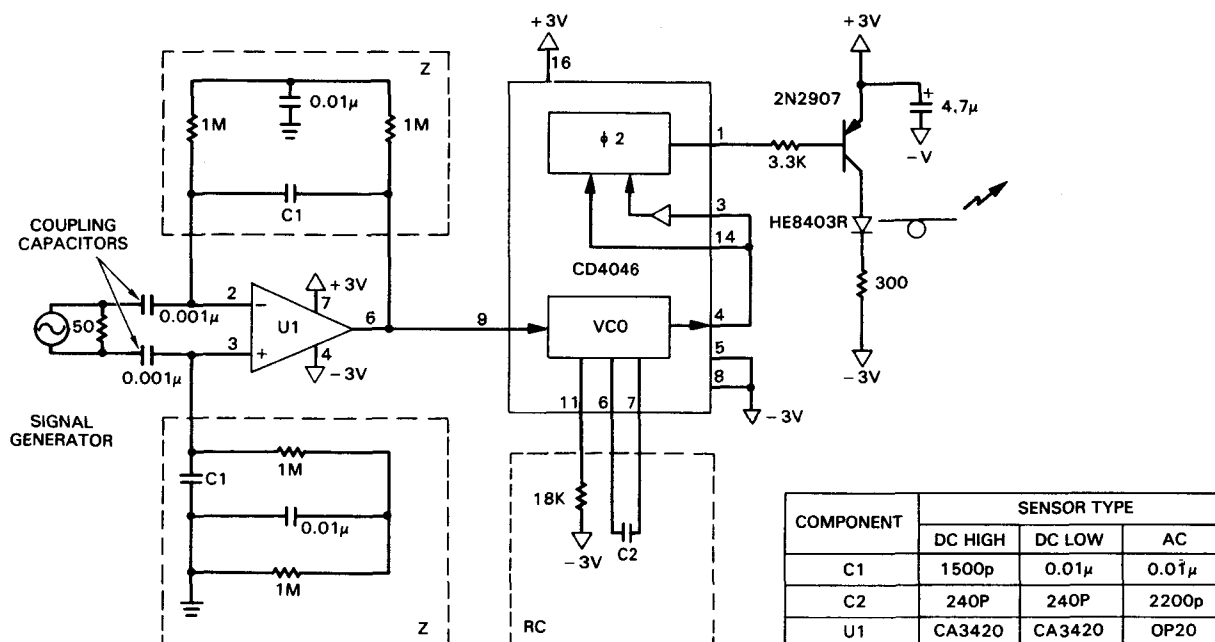 +3V
+3V
Z
16
0.01μ
1M
1M
2N2907
+
4.7μ
-V
ϕ 2
1
3.3K
C1
3
HE8403R
14
COUPLING
CAPACITORS
CD4046
300
2
+3V
7
50
0.001μ
−
U1
6
9
VCO
4
3
+
4
5
-3V
8
-3V
0.001μ
11
6
7
-3V
SIGNAL
GENERATOR
1M
C1
18K
0.01μ
-3V
C2
1M
Z
RC
COMPONENT SENSOR TYPE
DC HIGH DC LOW AC
C1 1500p 0.01μ 0.01μ
C2 240P 240P 2200p
U1 CA3420 CA3420 OP20